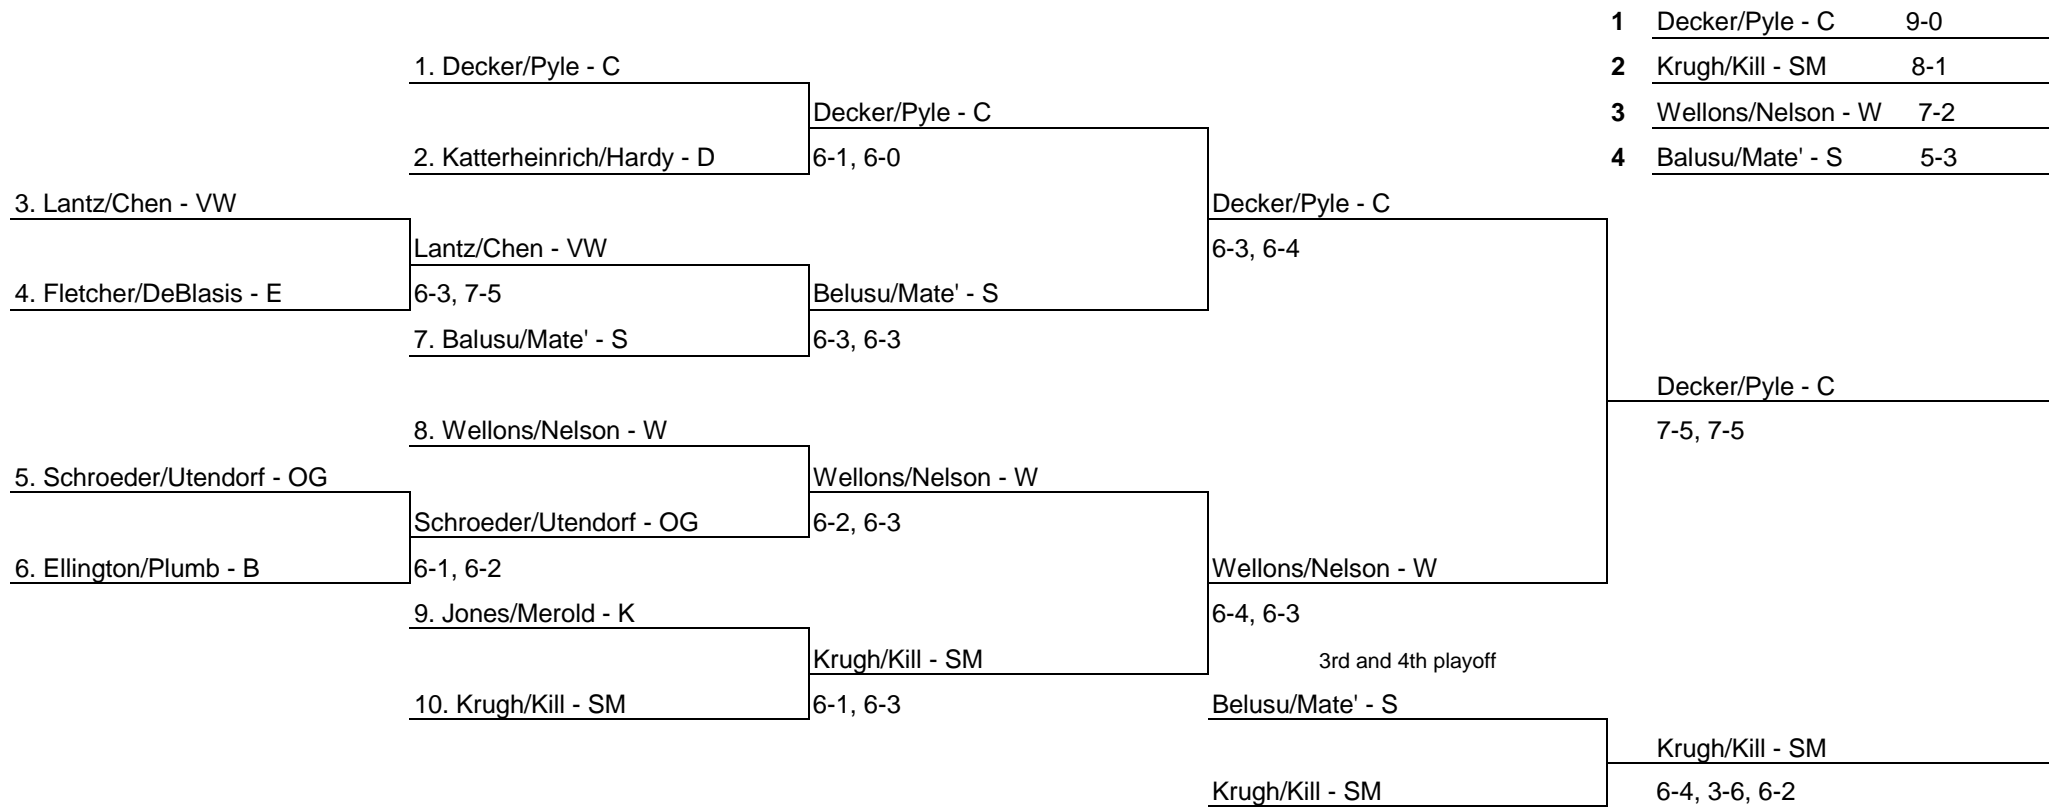 1 Decker/Pyle - C 9-0
1. Decker/Pyle - C
2 Krugh/Kill - SM 8-1
Decker/Pyle - C
3 Wellons/Nelson - W 7-2
2. Katterheinrich/Hardy - D
6-1, 6-0
4 Balusu/Mate' - S 5-3
3. Lantz/Chen - VW
Decker/Pyle - C
Lantz/Chen - VW
6-3, 6-4
4. Fletcher/DeBlasis - E
6-3, 7-5
Belusu/Mate' - S
7. Balusu/Mate' - S
6-3, 6-3
Decker/Pyle - C
8. Wellons/Nelson - W
7-5, 7-5
5. Schroeder/Utendorf - OG
Wellons/Nelson - W
Schroeder/Utendorf - OG
6-2, 6-3
6. Ellington/Plumb - B
6-1, 6-2
Wellons/Nelson - W
9. Jones/Merold - K
6-4, 6-3
Krugh/Kill - SM
3rd and 4th playoff
10. Krugh/Kill - SM
6-1, 6-3
Belusu/Mate' - S
Krugh/Kill - SM
Krugh/Kill - SM
6-4, 3-6, 6-2